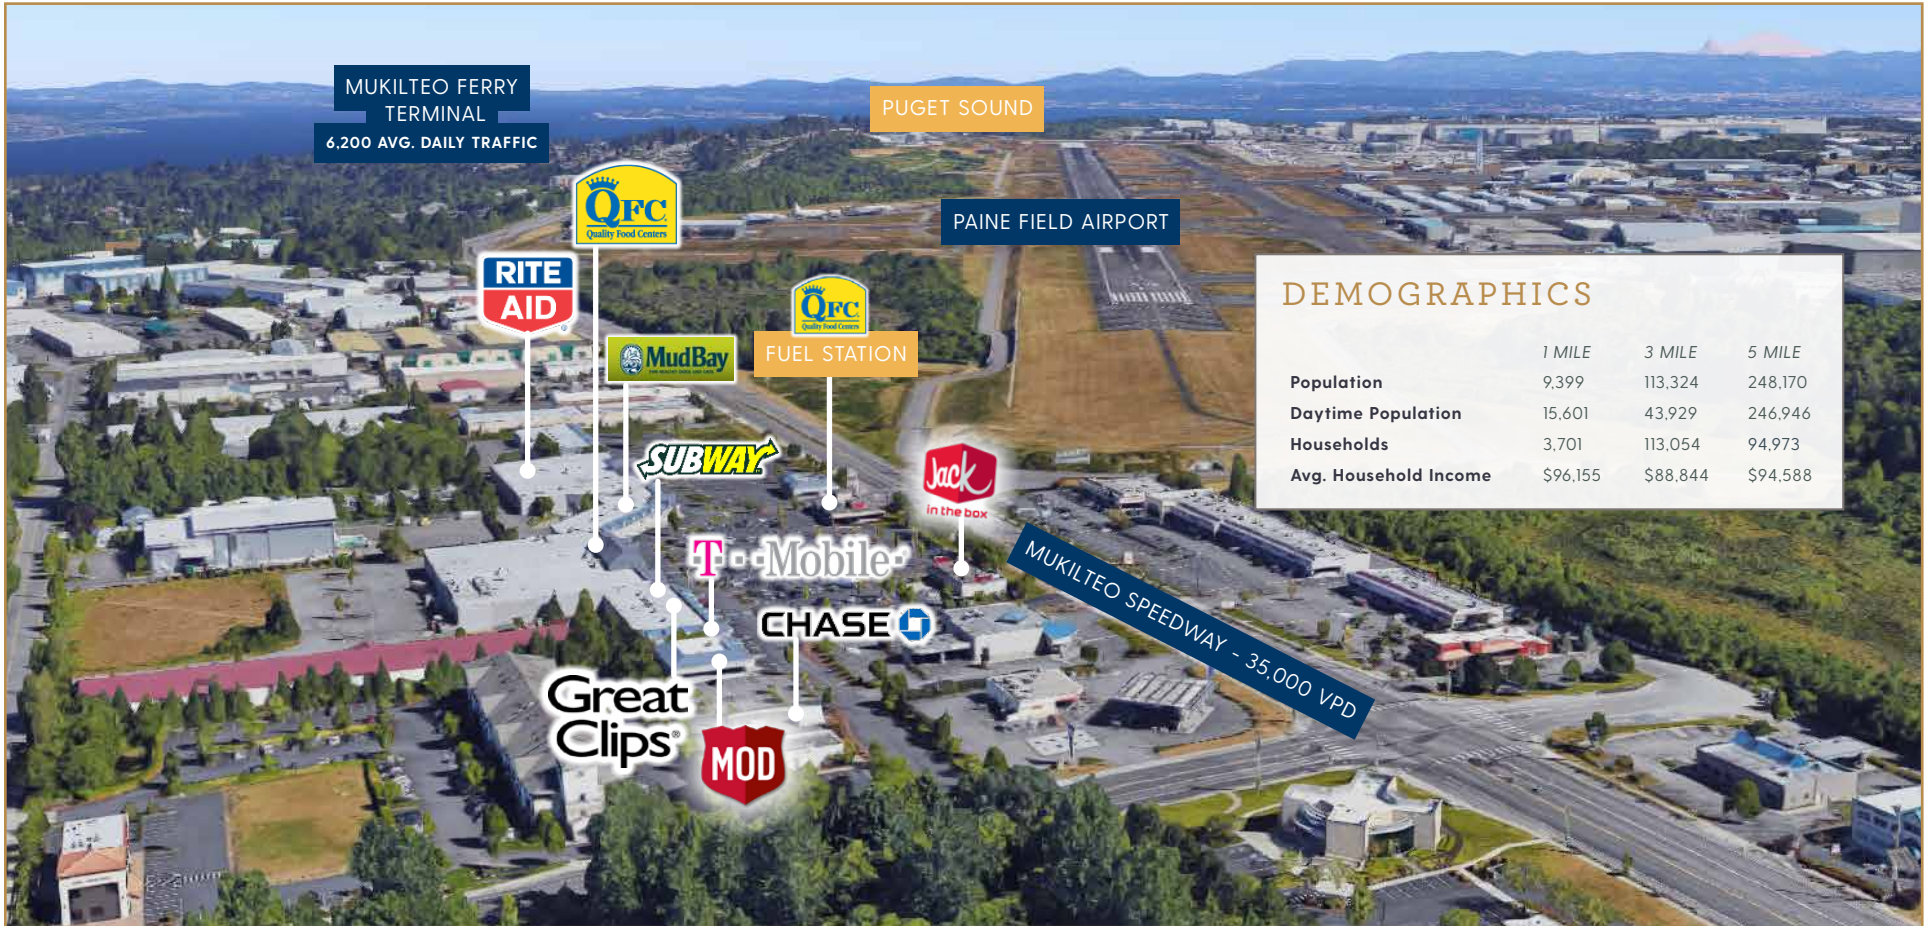 MUKILTEO FERRY
TERMINAL
6,200 AVG. DAILY TRAFFIC
PUGET SOUND
QFC
Quality Food Centers
PAINE FIELD AIRPORT
RITE
AID
®
QFC
Quality Food Centers
FUEL STATION
MudBay
DEMOGRAPHICS
1 MILE 3 MILE 5 MILE
Population 9,399 113,324 248,170
Daytime Population 15,601 43,929 246,946
Households 3,701 113,054 94,973
Avg. Household Income $96,155 $88,844 $94,588
SUBWAY
Jack
in the box
T··Mobile·
MUKILTEO SPEEDWAY - 35,000 VPD
CHASE
Great
Clips®
MOD